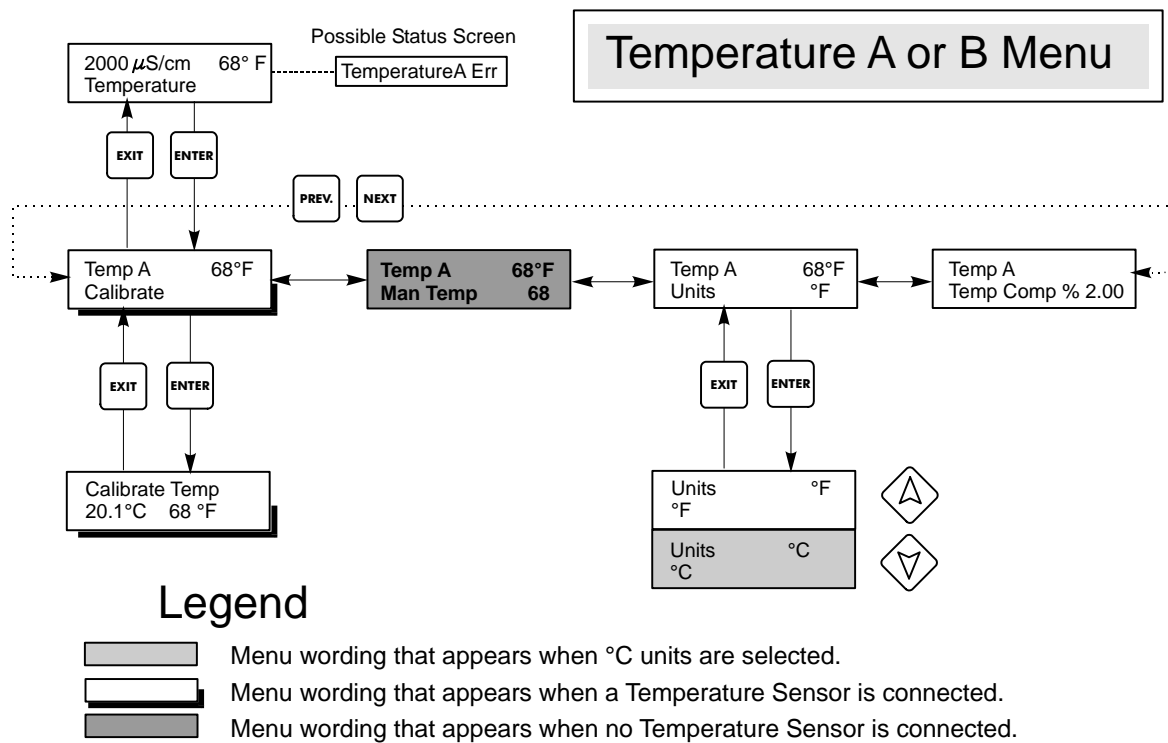 Possible Status Screen
Temperature A or B Menu
2000 μS/cm 68° F
Temperature
TemperatureA Err
EXIT
ENTER
PREV.
NEXT
Temp A 68°F
Calibrate
Temp A 68°F
Man Temp 68
Temp A 68°F
Units °F
Temp A
Temp Comp % 2.00
EXIT
ENTER
EXIT
ENTER
Calibrate Temp
20.1°C 68 °F
Units °F
°F
Units °C
°C
Legend
Menu wording that appears when °C units are selected.
Menu wording that appears when a Temperature Sensor is connected.
Menu wording that appears when no Temperature Sensor is connected.